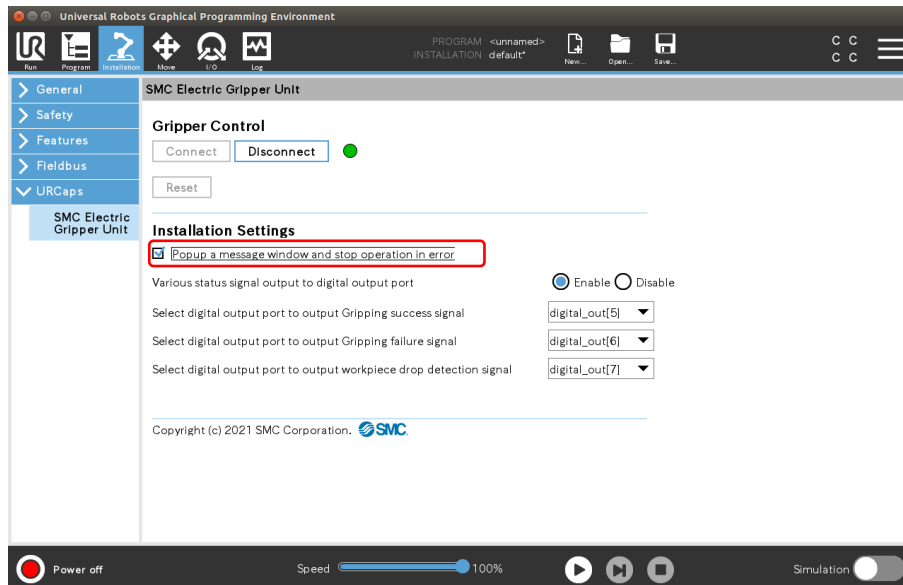 Universal Robots Graphical Programming Environment
PROGRAM <unnamed>
INSTALLATION default*
Run Program Installation Move I/O Log New... Open... Save...
C C
C C
General
Safety
Features
Fieldbus
URCaps
SMC Electric
Gripper Unit
SMC Electric Gripper Unit
Gripper Control
Connect Disconnect
Reset
Installation Settings
Popup a message window and stop operation in error
Various status signal output to digital output port Enable Disable
Select digital output port to output Gripping success signal digital_out[5]
Select digital output port to output Gripping failure signal digital_out[6]
Select digital output port to output workpiece drop detection signal digital_out[7]
Copyright (c) 2021 SMC Corporation. SMC
Power off Speed 100% Simulation